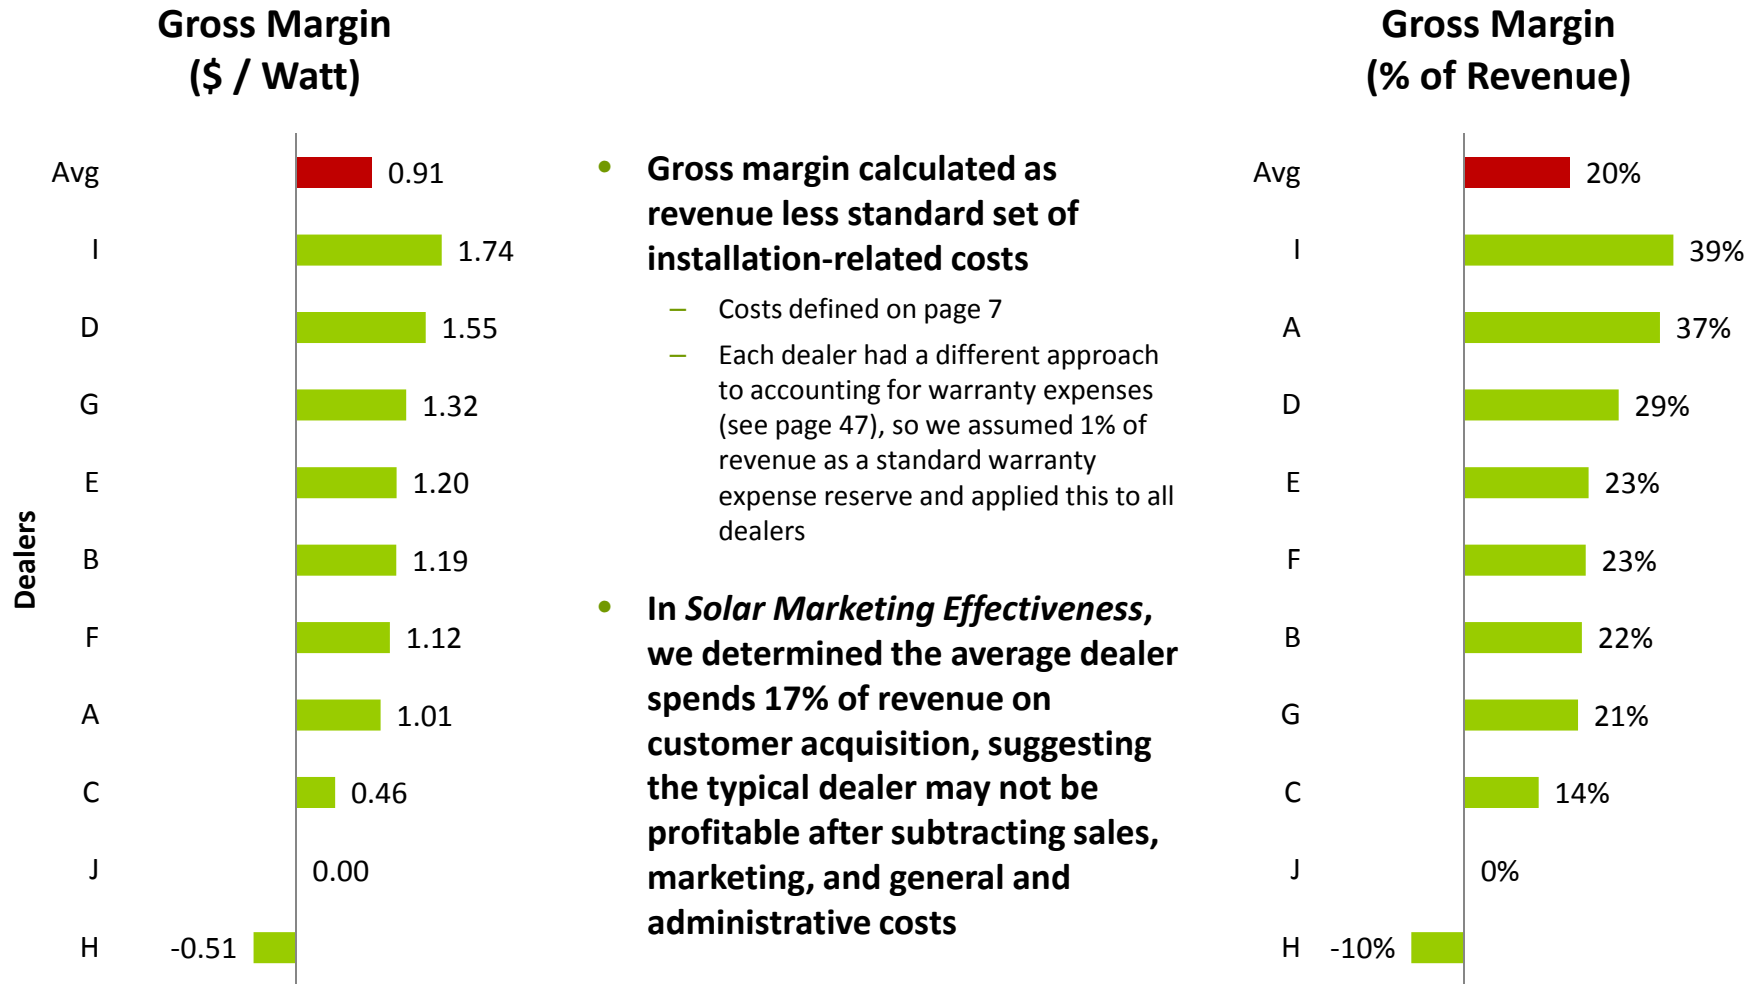 Gross Margin
($ / Watt)
Dealers
Avg 0.91
I 1.74
D 1.55
G 1.32
E 1.20
B 1.19
F 1.12
A 1.01
C 0.46
J 0.00
H -0.51
• Gross margin calculated as
revenue less standard set of
installation-related costs
– Costs defined on page 7
– Each dealer had a different approach
to accounting for warranty expenses
(see page 47), so we assumed 1% of
revenue as a standard warranty
expense reserve and applied this to all
dealers
• In Solar Marketing Effectiveness,
we determined the average dealer
spends 17% of revenue on
customer acquisition, suggesting
the typical dealer may not be
profitable after subtracting sales,
marketing, and general and
administrative costs
Gross Margin
(% of Revenue)
Avg 20%
I 39%
A 37%
D 29%
E 23%
F 23%
B 22%
G 21%
C 14%
J 0%
H -10%